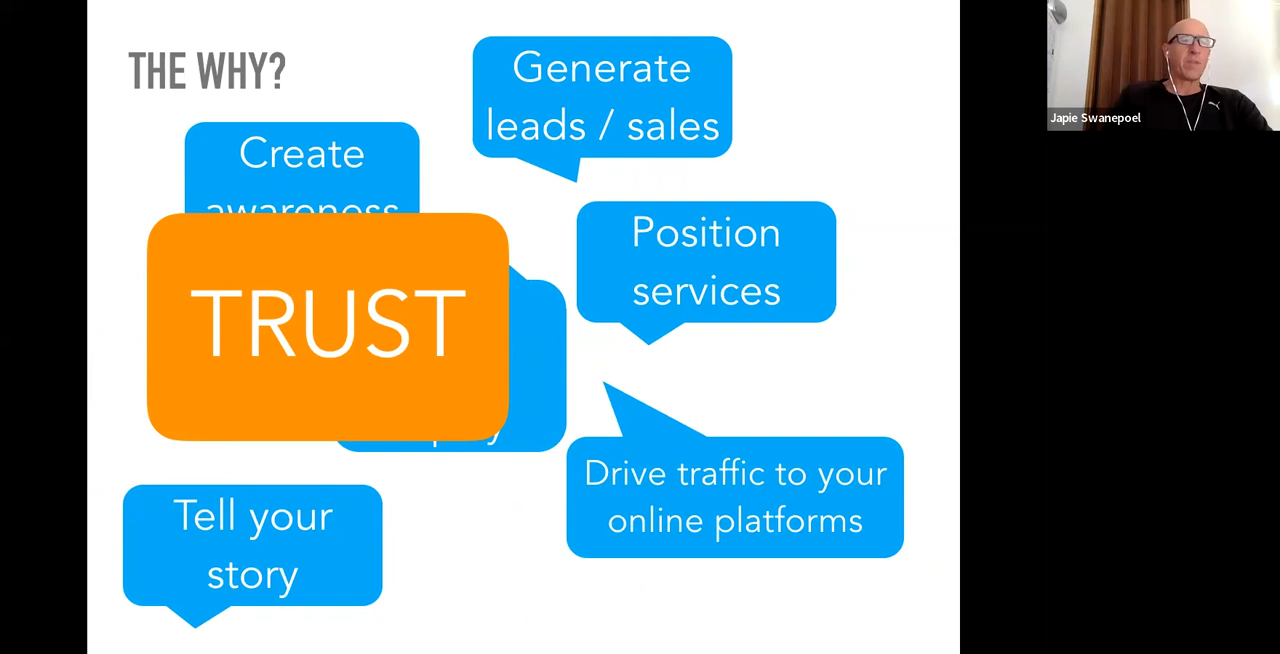 THE WHY?
Generate
leads / sales
Create
awareness
Position
services
TRUST
Drive traffic to your
online platforms
Tell your
story
Japie Swanepoel